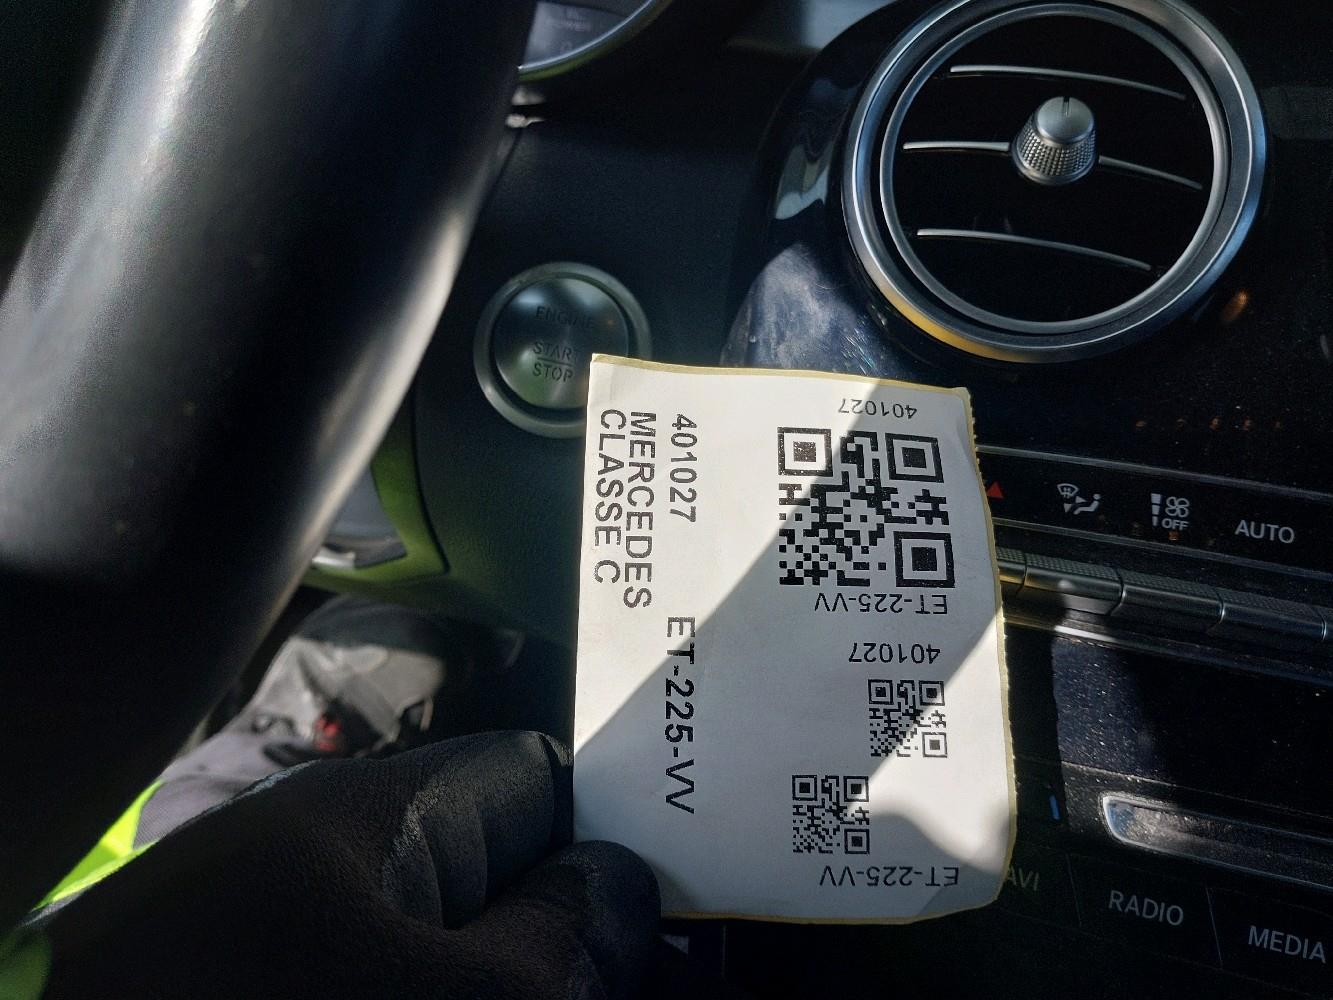 ENGINE
START
STOP
401027 ET-225-VV
MERCEDES
CLASSE C
401027
ET-225-VV
401027
ET-225-VV
OFF
AUTO
AVI
RADIO
MEDIA